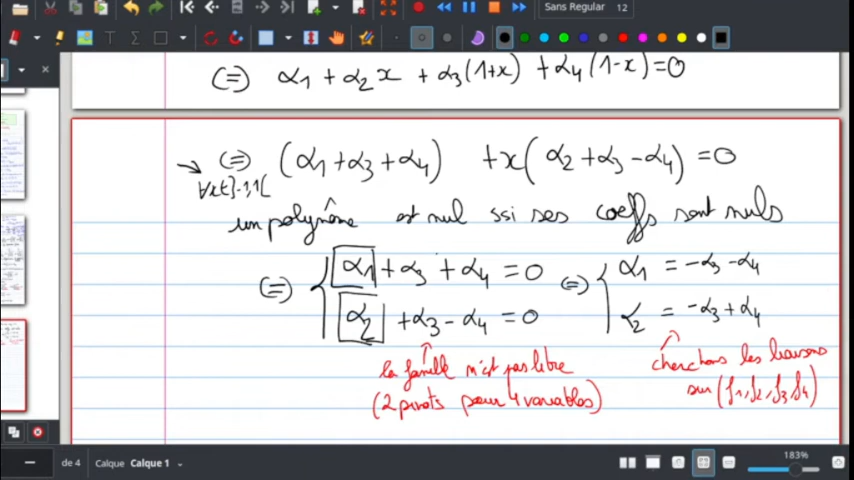 Sans Regular 12
(=) α1 + α2 x + α3 (1+x) + α4 (1-x) = 0
→ (=) (α1 + α3 + α4) + x (α2 + α3 - α4) = 0
∀x∈]-1,1[
un polynôme est nul ssi ses coeffs sont nuls
(=) { α1 + α3 + α4 = 0 (=) { α1 = -α3 - α4
α2 + α3 - α4 = 0 α2 = -α3 + α4
la famille n'est pas libre cherchons les liaisons
(2 pivots pour 4 variables) sur (f1, f2, f3, f4)
de 4 Calque Calque 1 183%